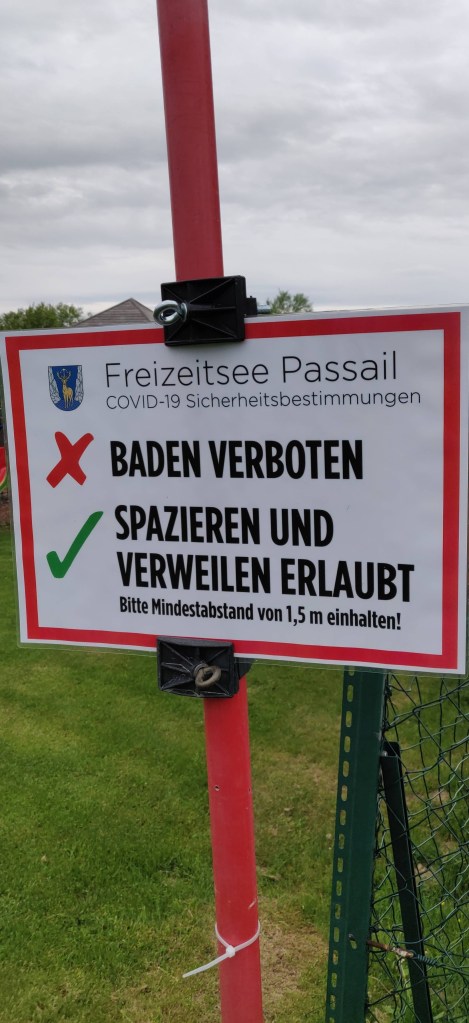 Freizeitsee Passail
COVID-19 Sicherheitsbestimmungen
BADEN VERBOTEN
SPAZIEREN UND
VERWEILEN ERLAUBT
Bitte Mindestabstand von 1,5 m einhalten!